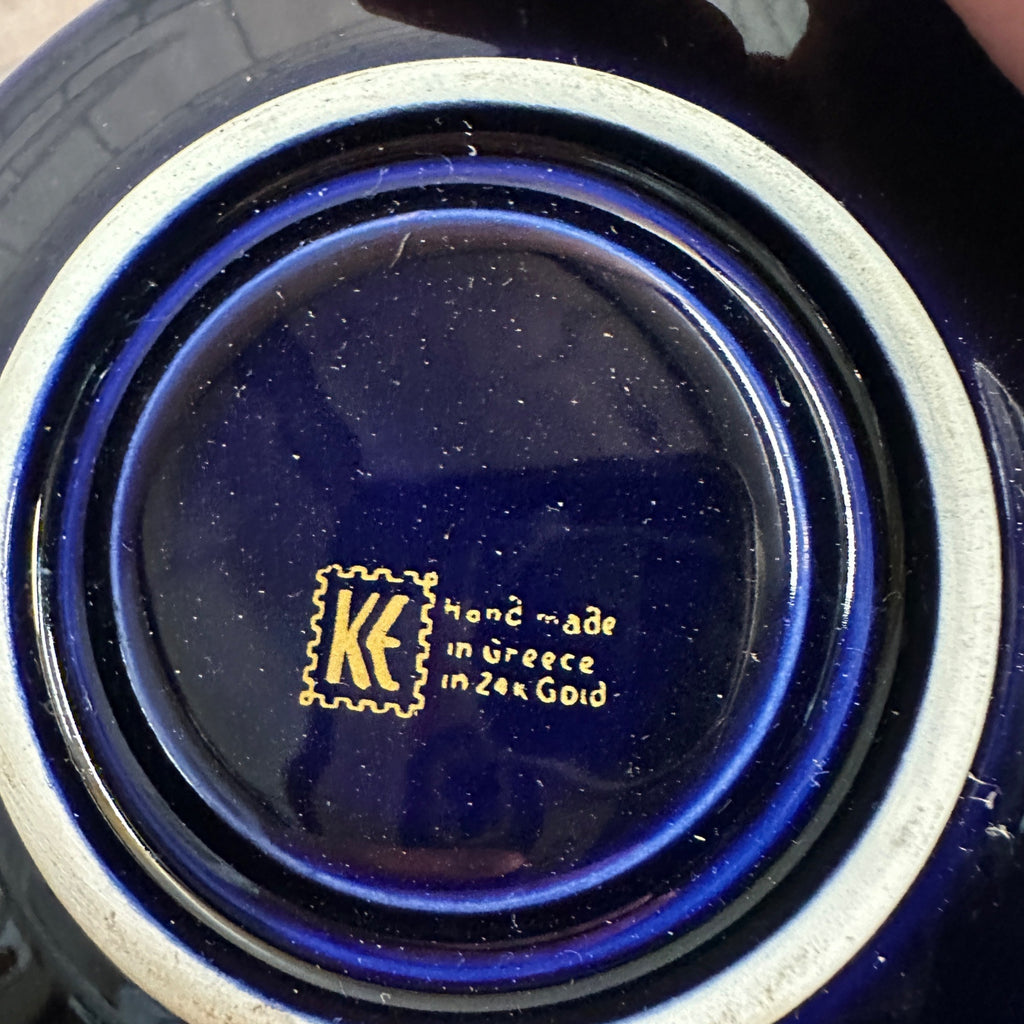 KE
Hand made
in Greece
in 24k Gold